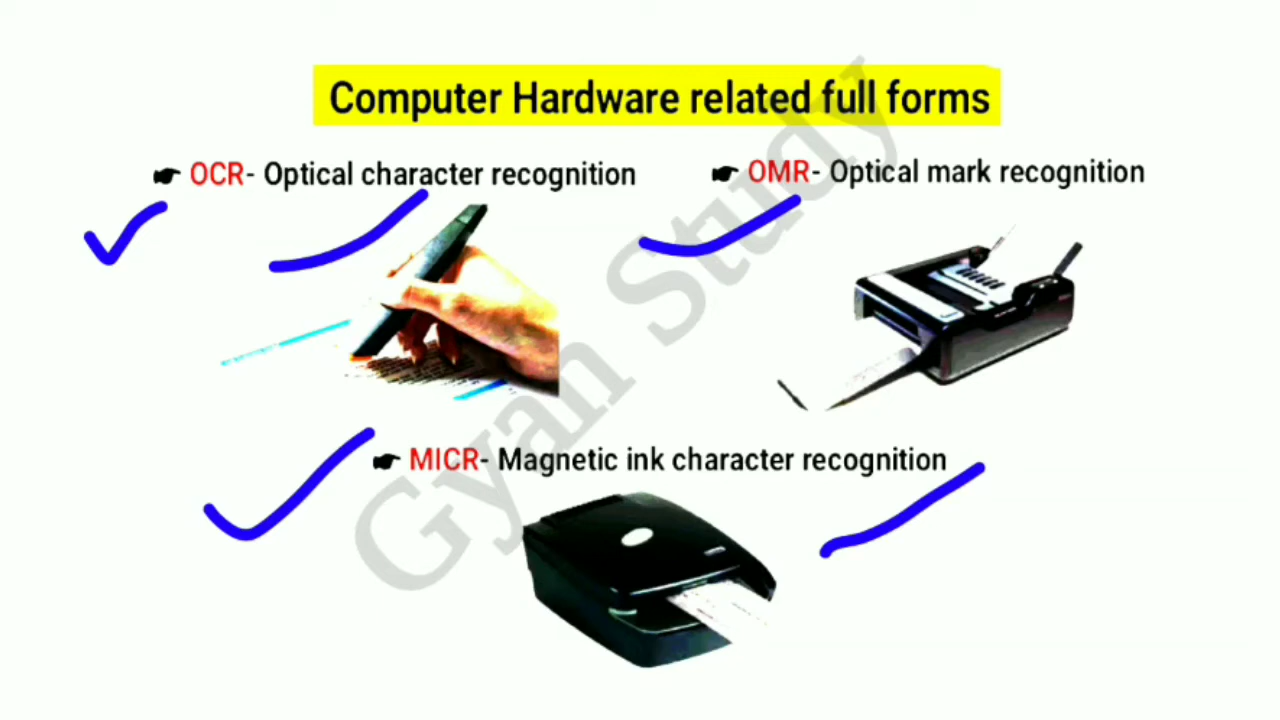 Computer Hardware related full forms
☛ OCR- Optical character recognition
☛ OMR- Optical mark recognition
☛ MICR- Magnetic ink character recognition
Gyan Study